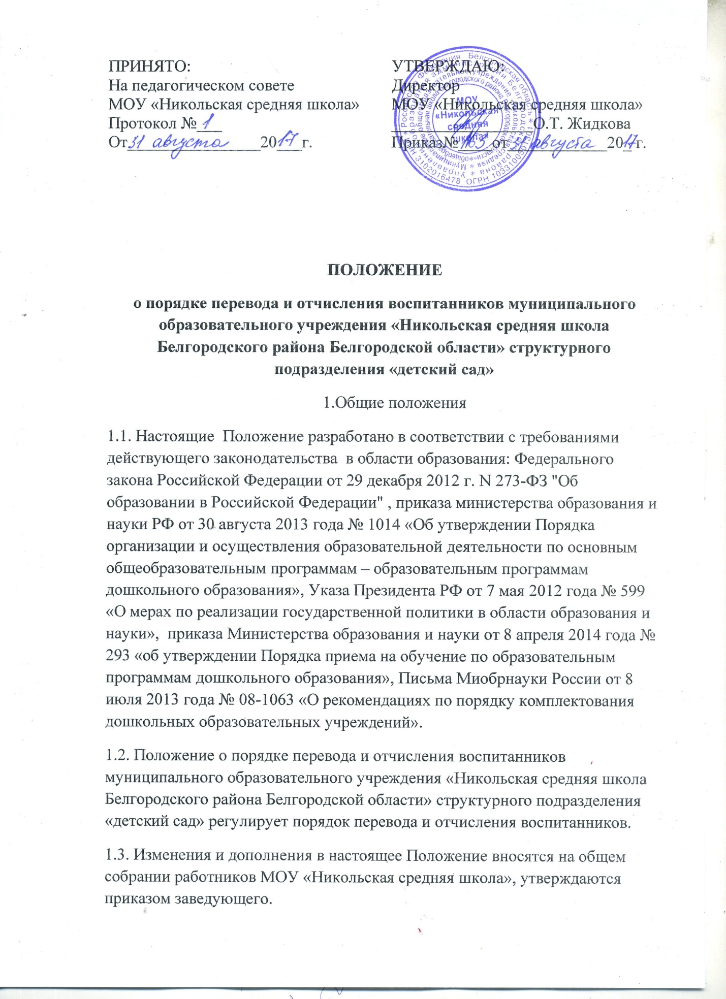 ПРИНЯТО:
На педагогическом совете
МОУ «Никольская средняя школа»
Протокол № 1
От 31 августа 2017 г.
УТВЕРЖДАЮ:
Директор
МОУ «Никольская средняя школа»
О.Т. Жидкова
Приказ№ 163 от 31 августа 2017 г.
МОУ
«Никольская
средняя
школа»
ПОЛОЖЕНИЕ
о порядке перевода и отчисления воспитанников муниципального
образовательного учреждения «Никольская средняя школа
Белгородского района Белгородской области» структурного
подразделения «детский сад»
1.Общие положения
1.1. Настоящие  Положение разработано в соответствии с требованиями
действующего законодательства  в области образования: Федерального
закона Российской Федерации от 29 декабря 2012 г. N 273-ФЗ "Об
образовании в Российской Федерации" , приказа министерства образования и
науки РФ от 30 августа 2013 года № 1014 «Об утверждении Порядка
организации и осуществления образовательной деятельности по основным
общеобразовательным программам – образовательным программам
дошкольного образования», Указа Президента РФ от 7 мая 2012 года № 599
«О мерах по реализации государственной политики в области образования и
науки»,  приказа Министерства образования и науки от 8 апреля 2014 года №
293 «об утверждении Порядка приема на обучение по образовательным
программам дошкольного образования», Письма Миобрнауки России от 8
июля 2013 года № 08-1063 «О рекомендациях по порядку комплектования
дошкольных образовательных учреждений».
1.2. Положение о порядке перевода и отчисления воспитанников
муниципального образовательного учреждения «Никольская средняя школа
Белгородского района Белгородской области» структурного подразделения
«детский сад» регулирует порядок перевода и отчисления воспитанников.
1.3. Изменения и дополнения в настоящее Положение вносятся на общем
собрании работников МОУ «Никольская средняя школа», утверждаются
приказом заведующего.